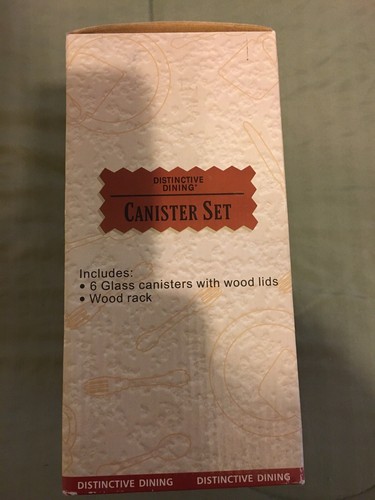 DISTINCTIVE
DINING*
CANISTER SET
Includes:
• 6 Glass canisters with wood lids
• Wood rack
DISTINCTIVE DINING DISTINCTIVE DINING